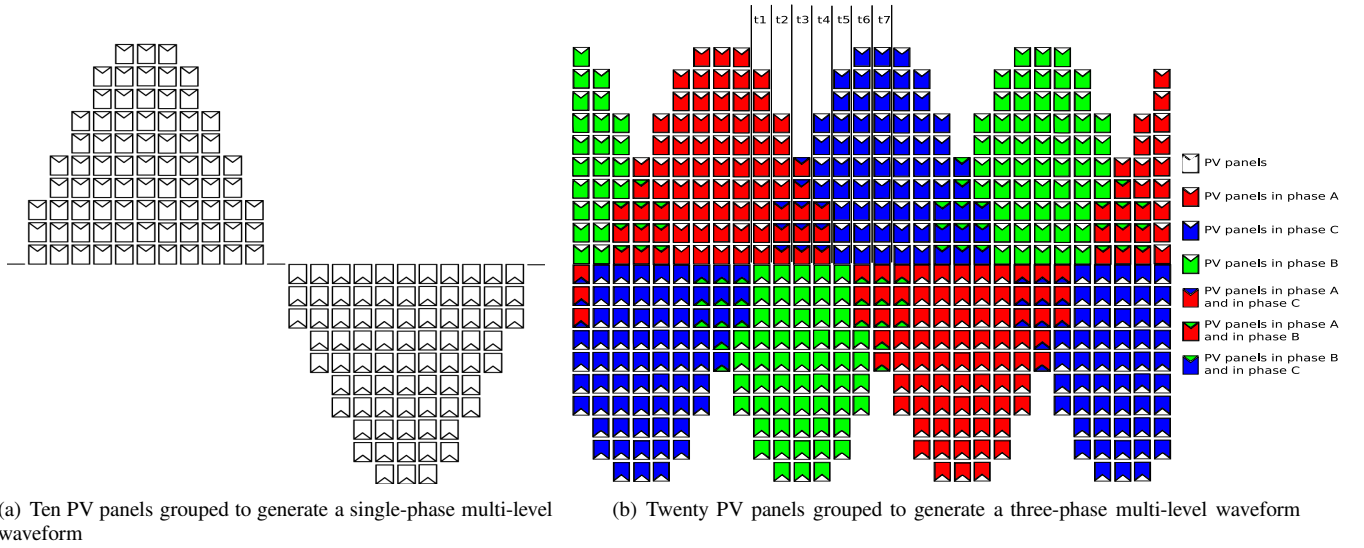 t1 t2 t3 t4 t5 t6 t7
PV panels
PV panels in phase A
PV panels in phase C
PV panels in phase B
PV panels in phase A
and in phase C
PV panels in phase A
and in phase B
PV panels in phase B
and in phase C
(a) Ten PV panels grouped to generate a single-phase multi-level
waveform
(b) Twenty PV panels grouped to generate a three-phase multi-level waveform